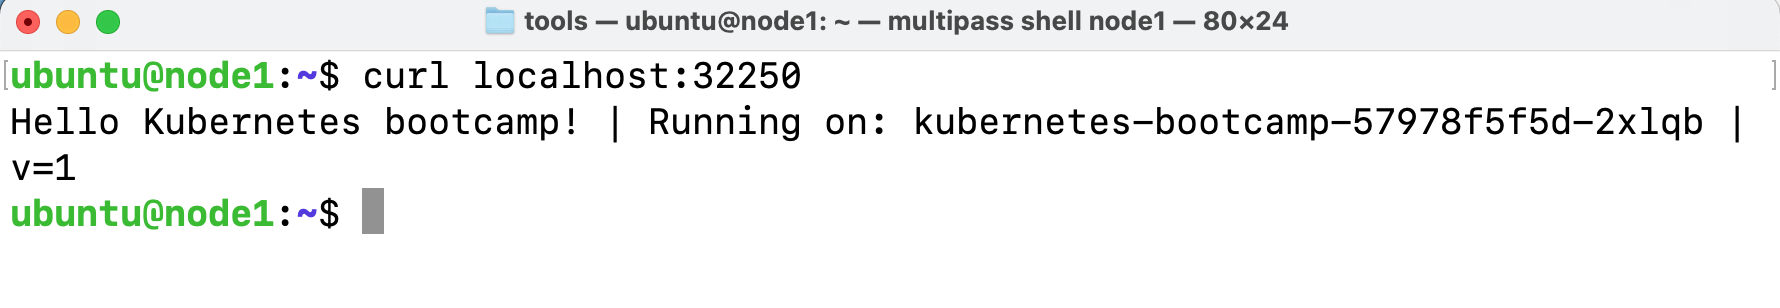 tools — ubuntu@node1: ~ — multipass shell node1 — 80×24
[ubuntu@node1:~$ curl localhost:32250 ]
Hello Kubernetes bootcamp! | Running on: kubernetes-bootcamp-57978f5f5d-2xlqb |
v=1
ubuntu@node1:~$